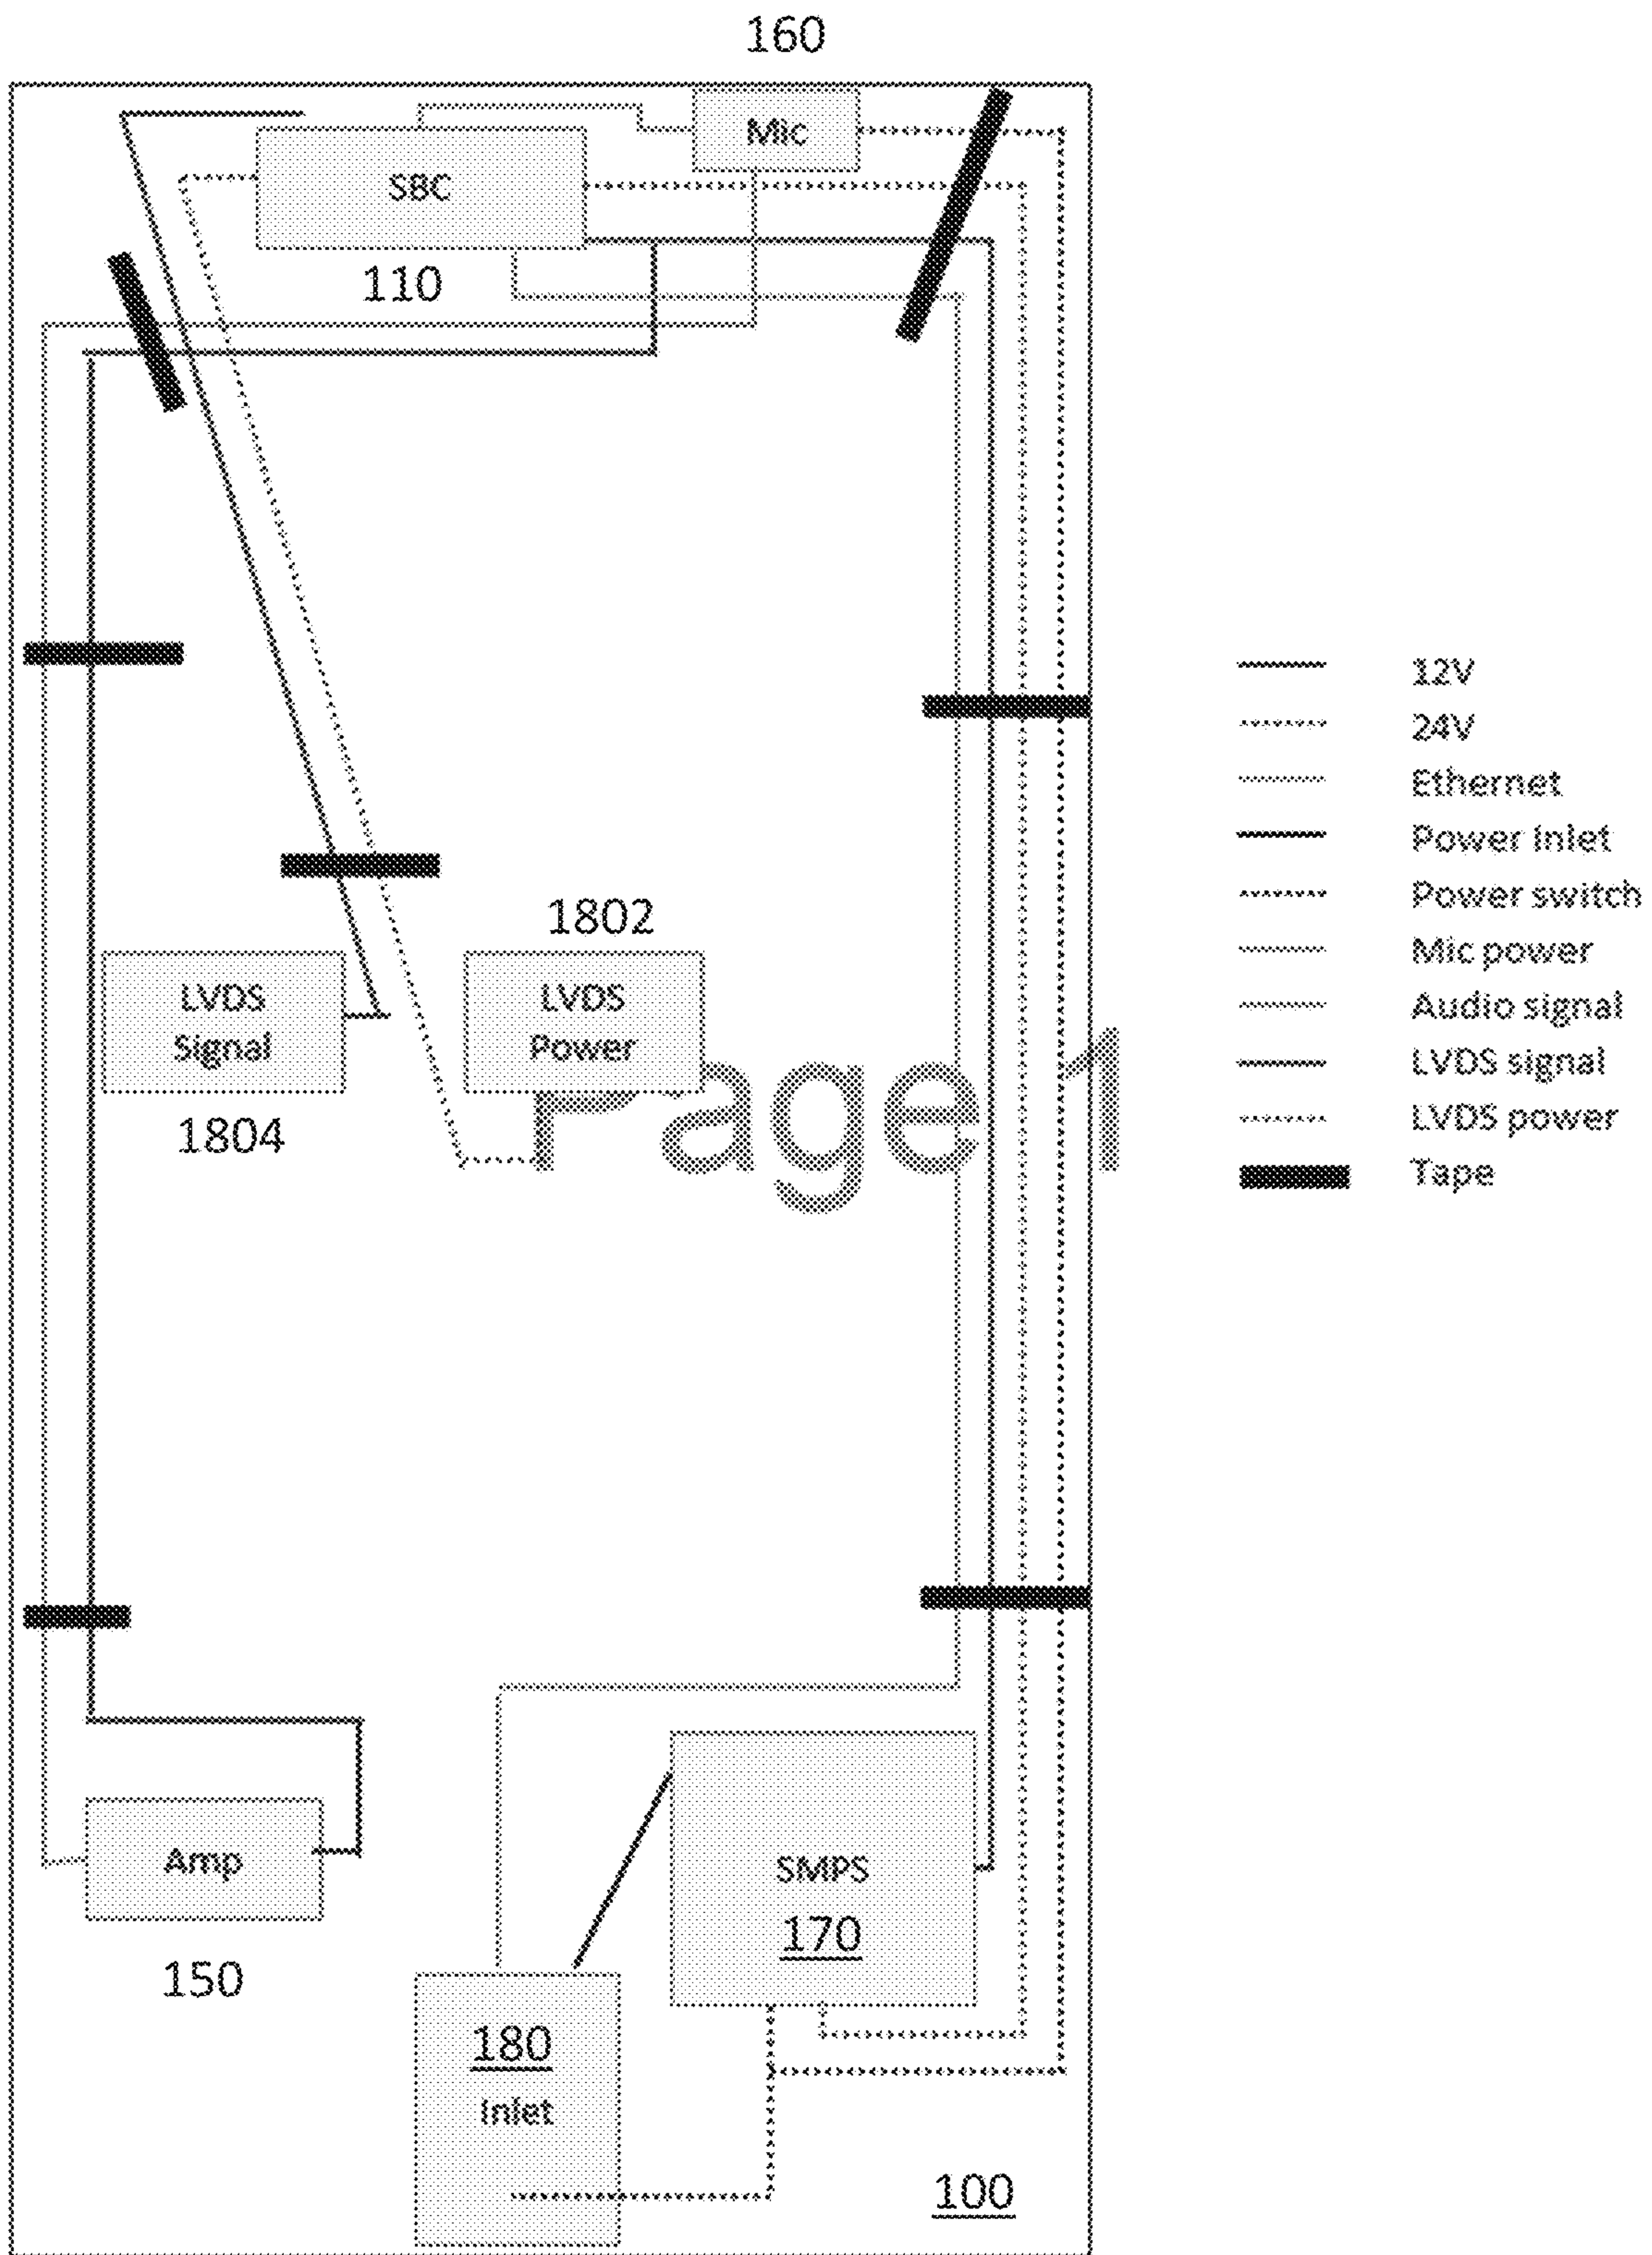 160
Mic
SBC
110
12V
24V
Ethernet
Power Inlet
Power switch
Mic power
Audio signal
LVDS signal
LVDS power
Tape
1802
LVDS
Signal
LVDS
Power
1804
Page 1
Amp
150
SMPS
170
180
Inlet
100